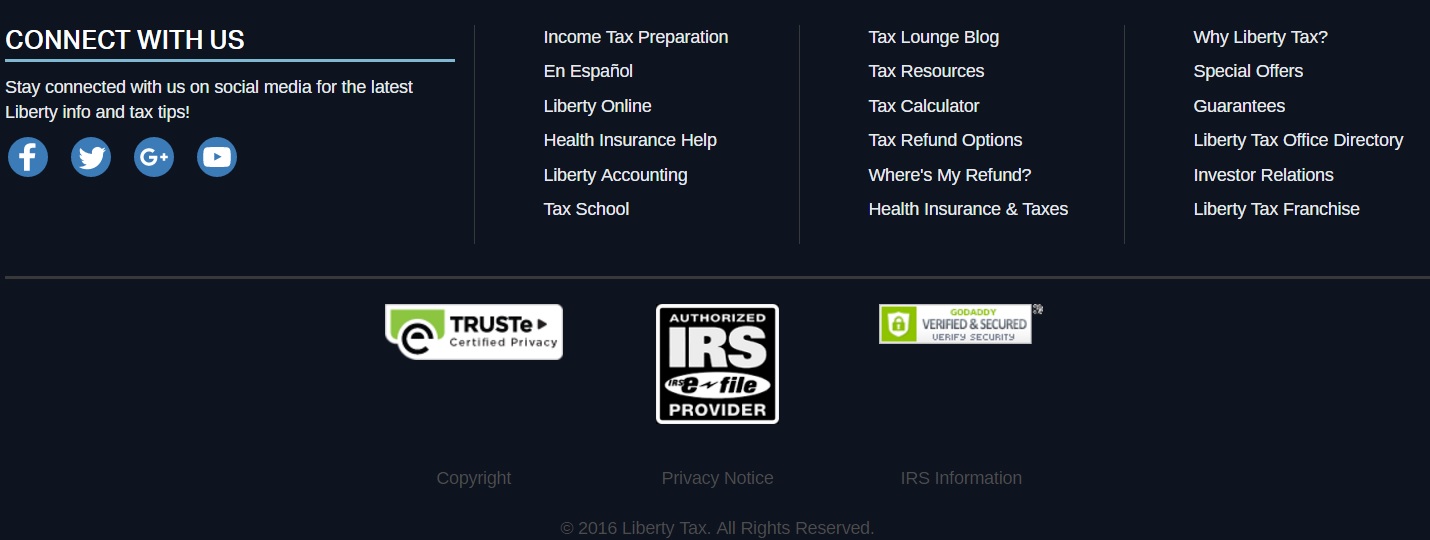 CONNECT WITH US
Stay connected with us on social media for the latest
Liberty info and tax tips!
Income Tax Preparation
En Español
Liberty Online
Health Insurance Help
Liberty Accounting
Tax School
Tax Lounge Blog
Tax Resources
Tax Calculator
Tax Refund Options
Where's My Refund?
Health Insurance & Taxes
Why Liberty Tax?
Special Offers
Guarantees
Liberty Tax Office Directory
Investor Relations
Liberty Tax Franchise
TRUSTe
Certified Privacy
AUTHORIZED
IRS
IRS e file
PROVIDER
GODADDY
VERIFIED & SECURED
VERIFY SECURITY
Copyright
Privacy Notice
IRS Information
© 2016 Liberty Tax. All Rights Reserved.